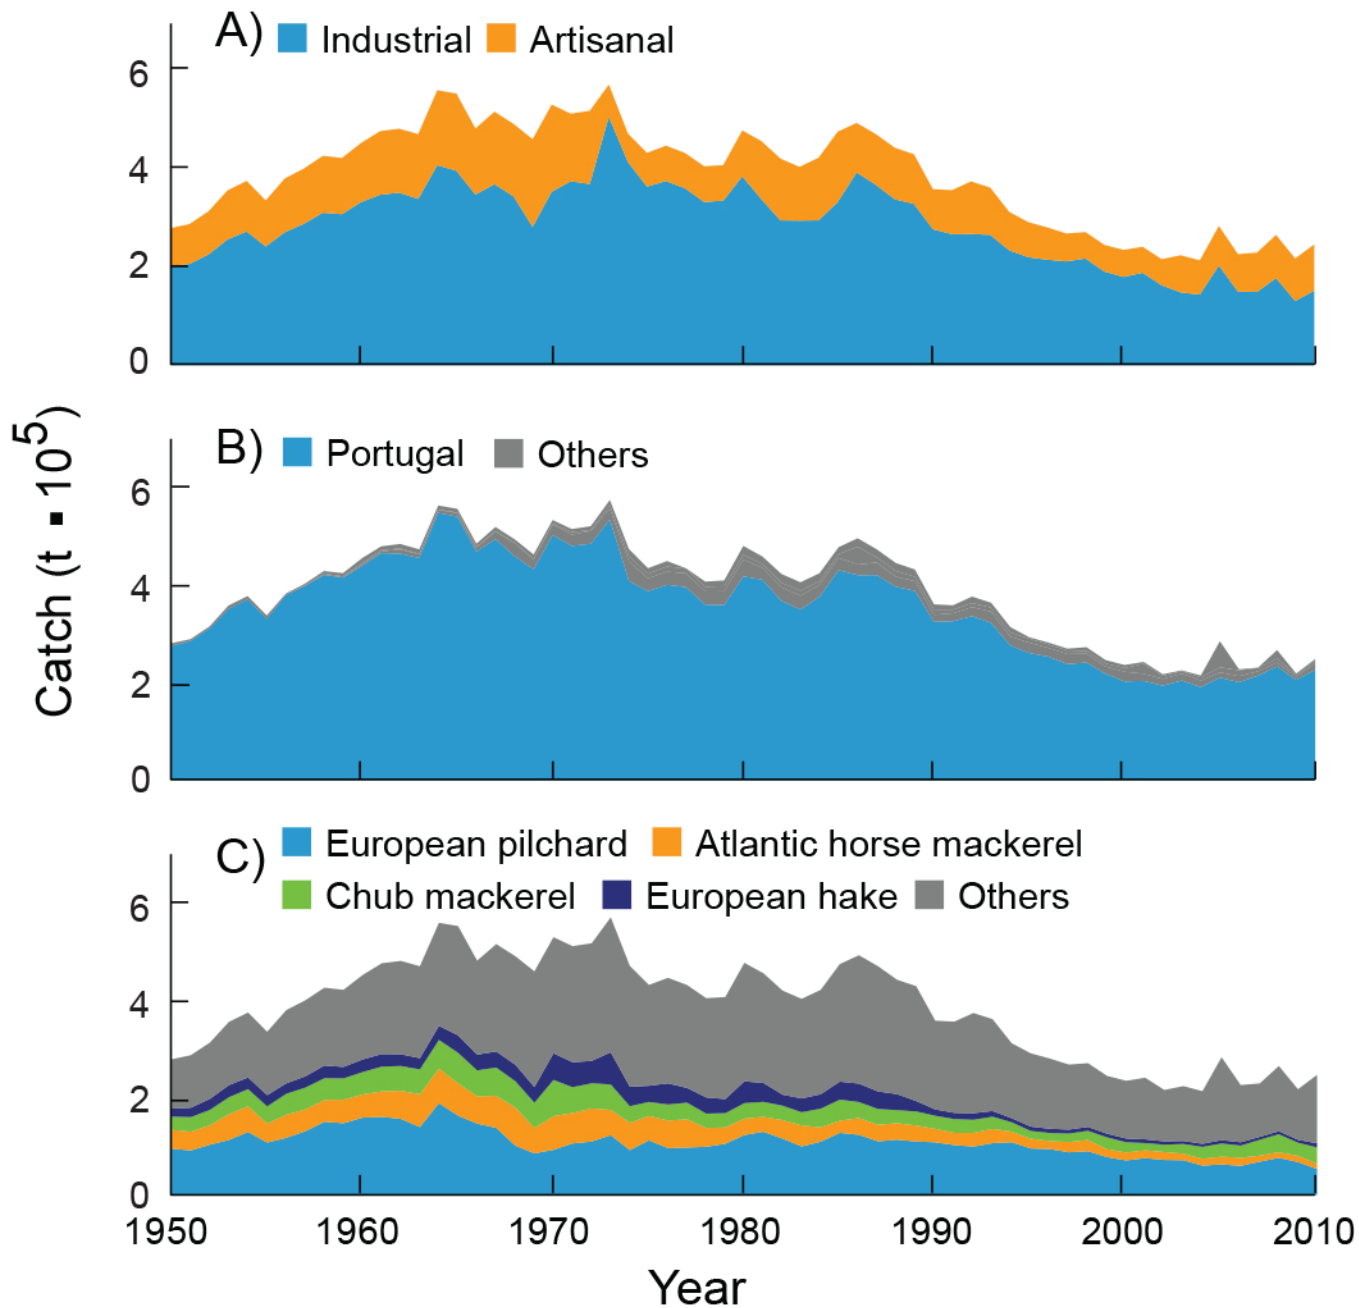 A) Industrial Artisanal
6
4
2
0
B) Portugal Others
6
4
2
0
Catch (t ▪ 10⁵)
C) European pilchard Atlantic horse mackerel
Chub mackerel European hake Others
6
4
2
0
1950 1960 1970 1980 1990 2000 2010
Year